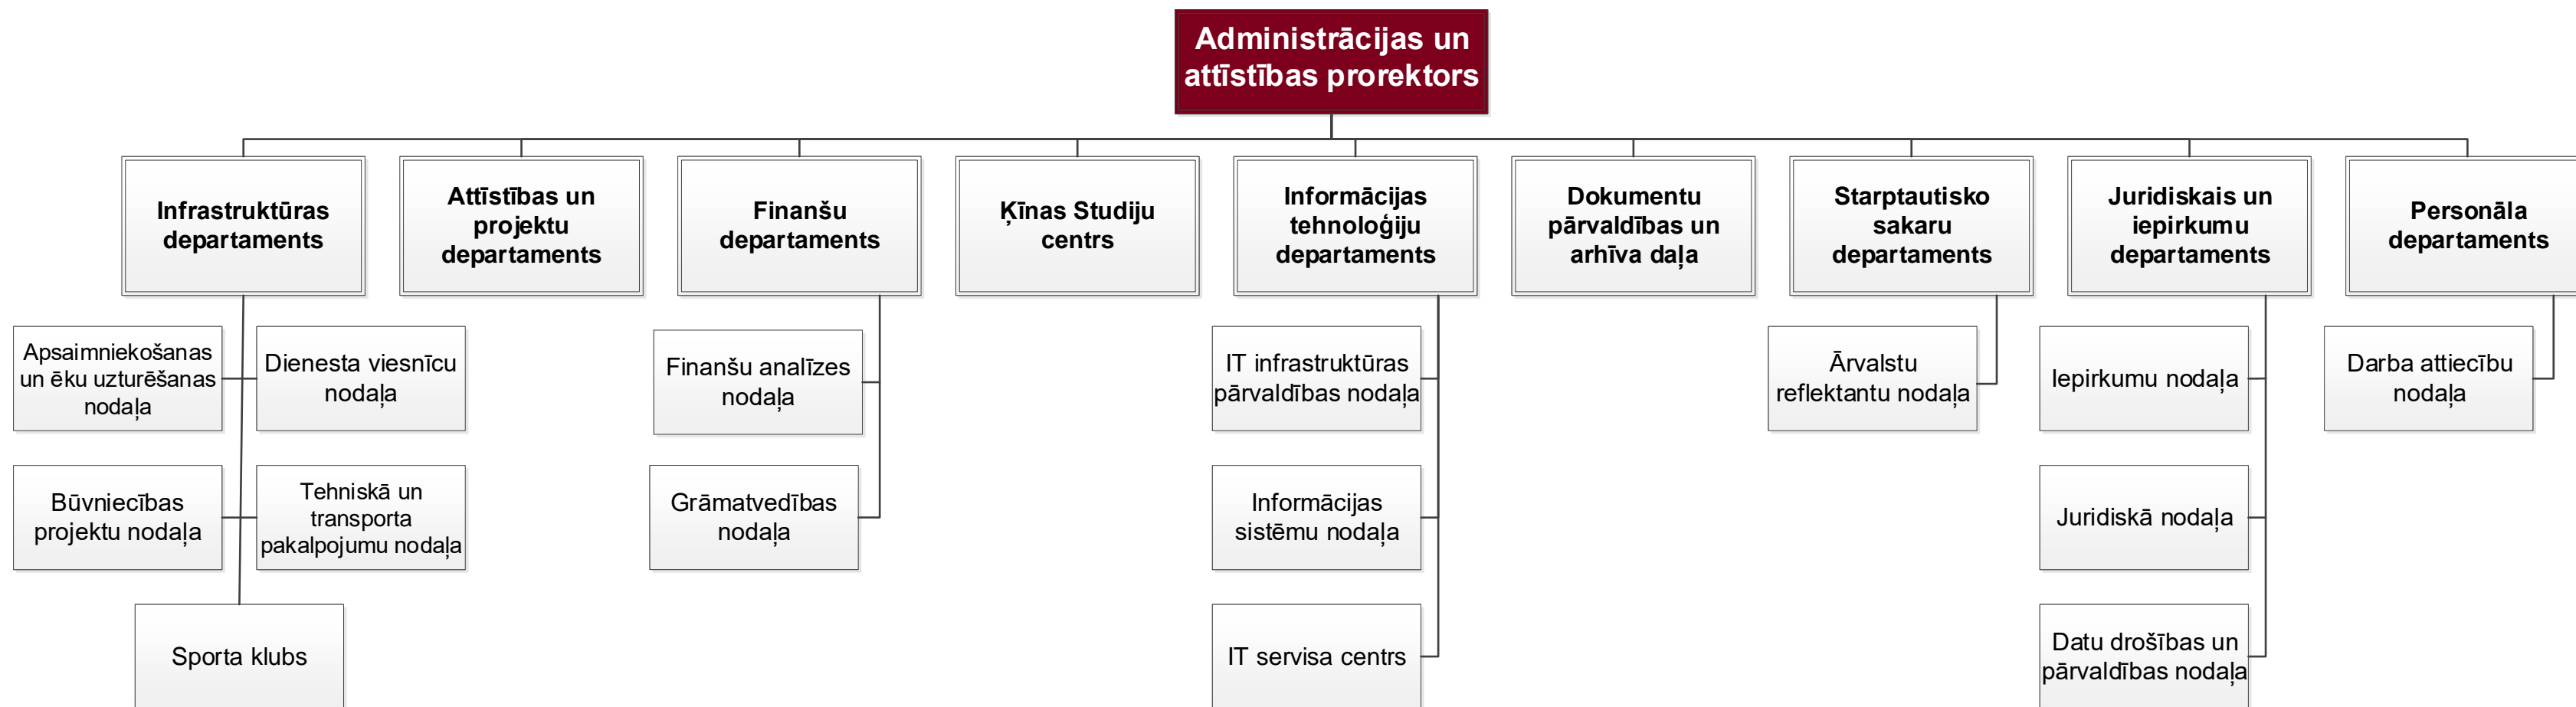 Administrācijas un
attīstības prorektors
Infrastruktūras
departaments
Attīstības un
projektu
departaments
Finanšu
departaments
Ķīnas Studiju
centrs
Informācijas
tehnoloģiju
departaments
Dokumentu
pārvaldības un
arhīva daļa
Starptautisko
sakaru
departaments
Juridiskais un
iepirkumu
departaments
Personāla
departaments
Apsaimniekošanas
un ēku uzturēšanas
nodaļa
Dienesta viesnīcu
nodaļa
Finanšu analīzes
nodaļa
IT infrastruktūras
pārvaldības nodaļa
Ārvalstu
reflektantu nodaļa
Iepirkumu nodaļa
Darba attiecību
nodaļa
Būvniecības
projektu nodaļa
Tehniskā un
transporta
pakalpojumu nodaļa
Grāmatvedības
nodaļa
Informācijas
sistēmu nodaļa
Juridiskā nodaļa
Sporta klubs
IT servisa centrs
Datu drošības un
pārvaldības nodaļa